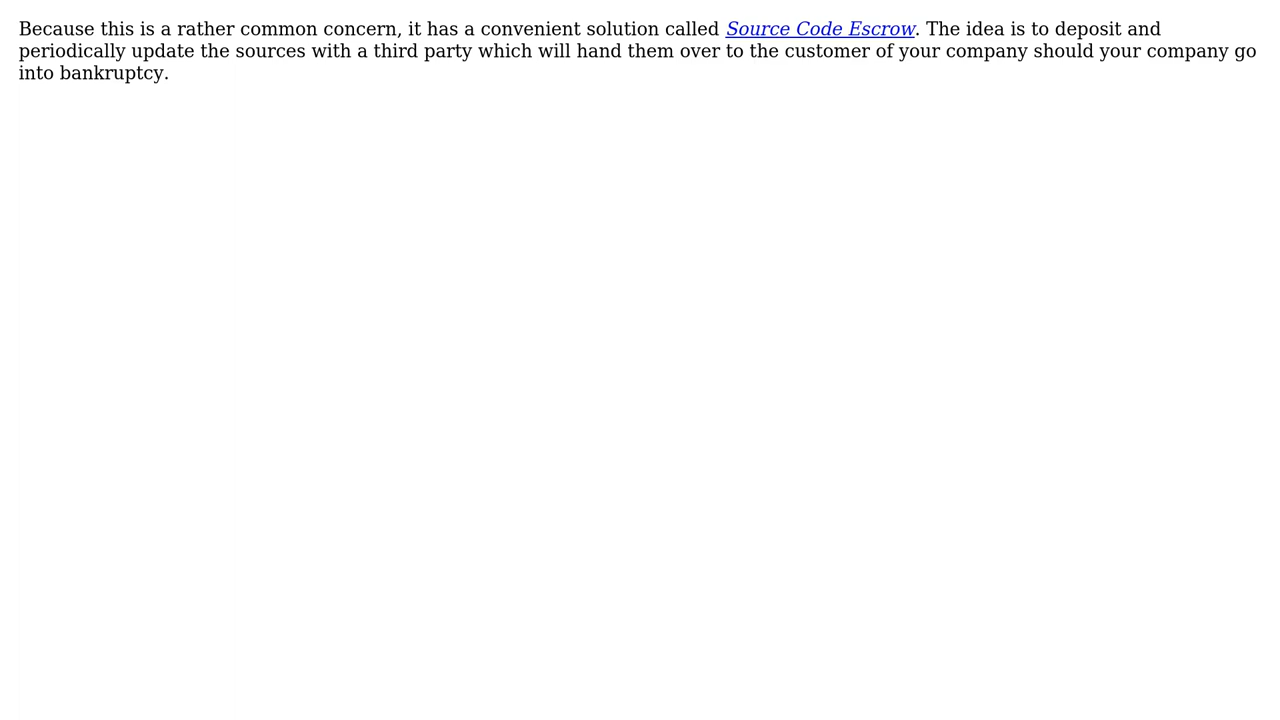 Because this is a rather common concern, it has a convenient solution called Source Code Escrow. The idea is to deposit and
periodically update the sources with a third party which will hand them over to the customer of your company should your company go
into bankruptcy.